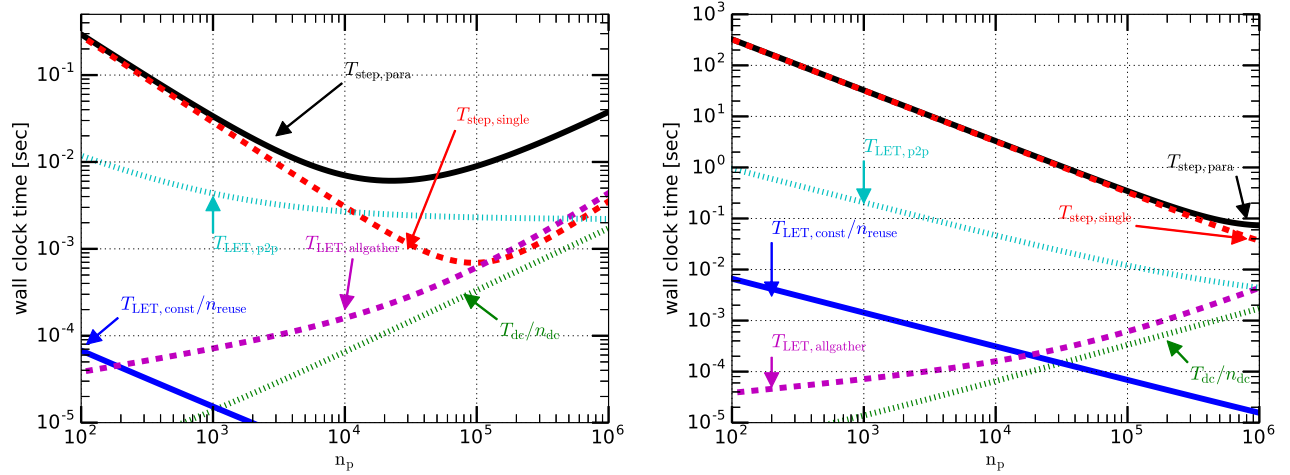 wall clock time [sec]
10^-1
10^-2
10^-3
10^-4
10^-5
10^2
10^3
10^4
10^5
10^6
n_p
T_step, para
T_step, single
T_LET, p2p
T_LET, allgather
T_LET, const/n_reuse
T_dc/n_dc
wall clock time [sec]
10^3
10^2
10^1
10^0
10^-1
10^-2
10^-3
10^-4
10^-5
10^2
10^3
10^4
10^5
10^6
n_p
T_LET, p2p
T_step, para
T_step, single
T_LET, const/n_reuse
T_LET, allgather
T_dc/n_dc